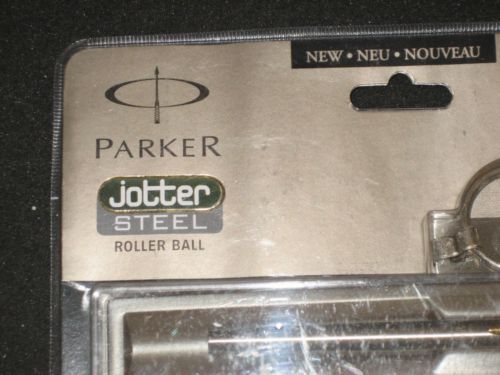 NEW • NEU • NOUVEAU
PARKER
jotter
STEEL
ROLLER BALL